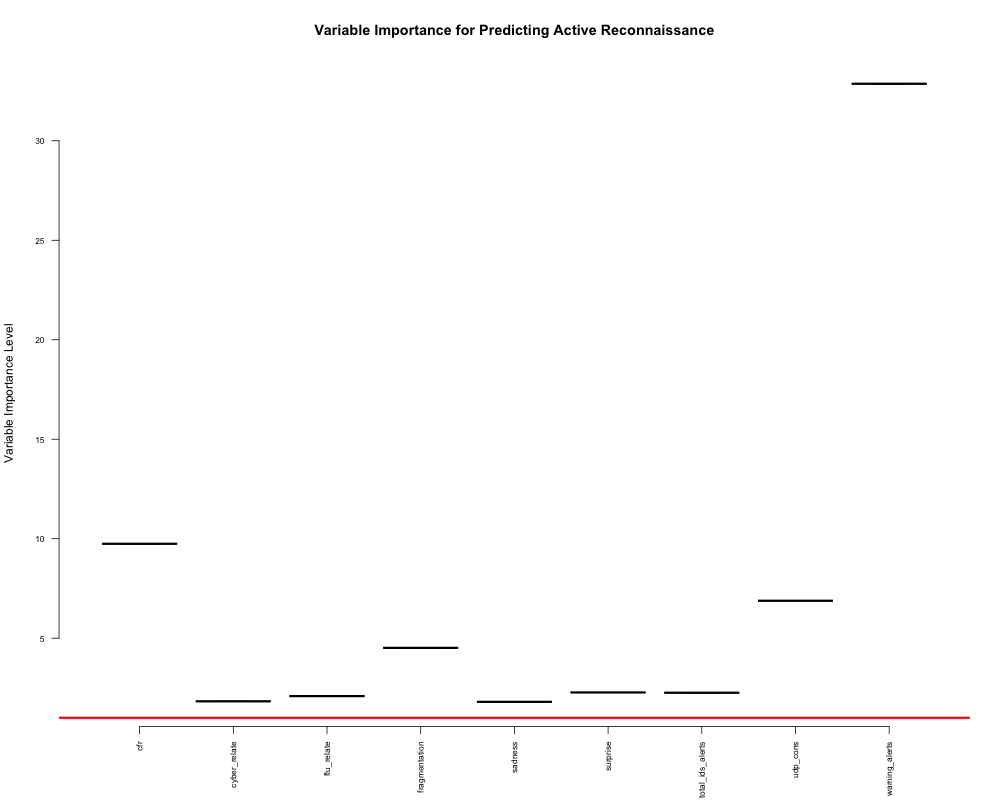 Variable Importance for Predicting Active Reconnaissance
Variable Importance Level
30
25
20
15
10
5
cfr
cyber_relate
flu_relate
fragmentation
sadness
surprise
total_ids_alerts
udp_cons
warning_alerts